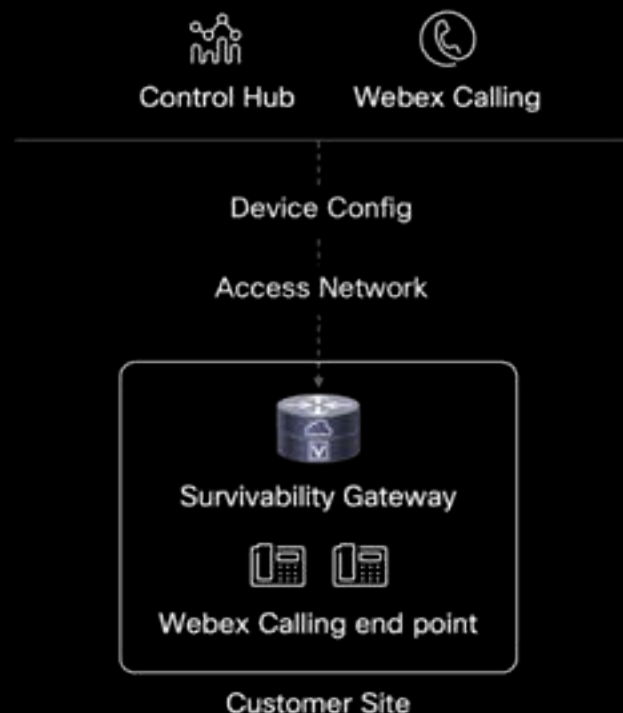 Control Hub
Webex Calling
Device Config
Access Network
Survivability Gateway
Webex Calling end point
Customer Site